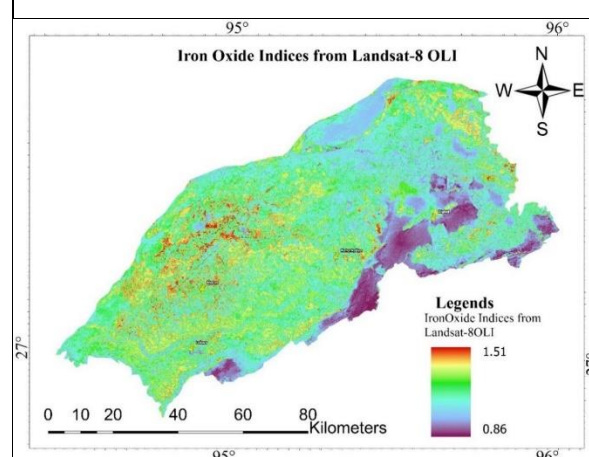 95°
96°
Iron Oxide Indices from Landsat-8 OLI
N
W
E
S
27°
Legends
IronOxide Indices from
Landsat-8OLI
1.51
0.86
0 10 20 40 60 80
Kilometers
95°
96°